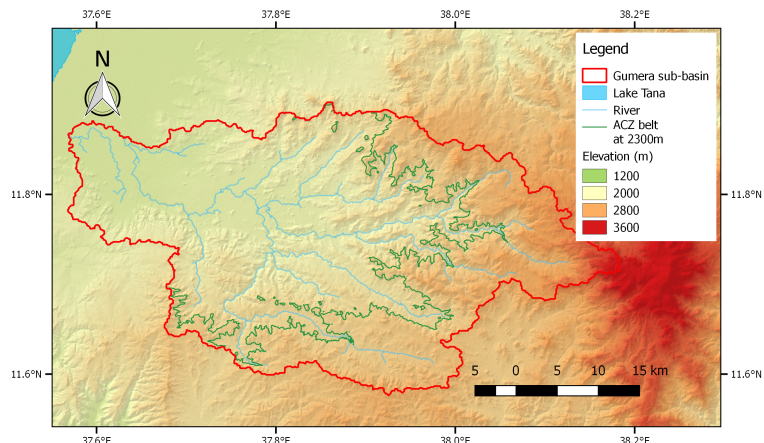 37.6°E 37.8°E 38.0°E 38.2°E
N
Legend
Gumera sub-basin
Lake Tana
River
ACZ belt
at 2300m
Elevation (m)
1200
2000
2800
3600
11.8°N 11.8°N
11.6°N 11.6°N
5 0 5 10 15 km
37.6°E 37.8°E 38.0°E 38.2°E